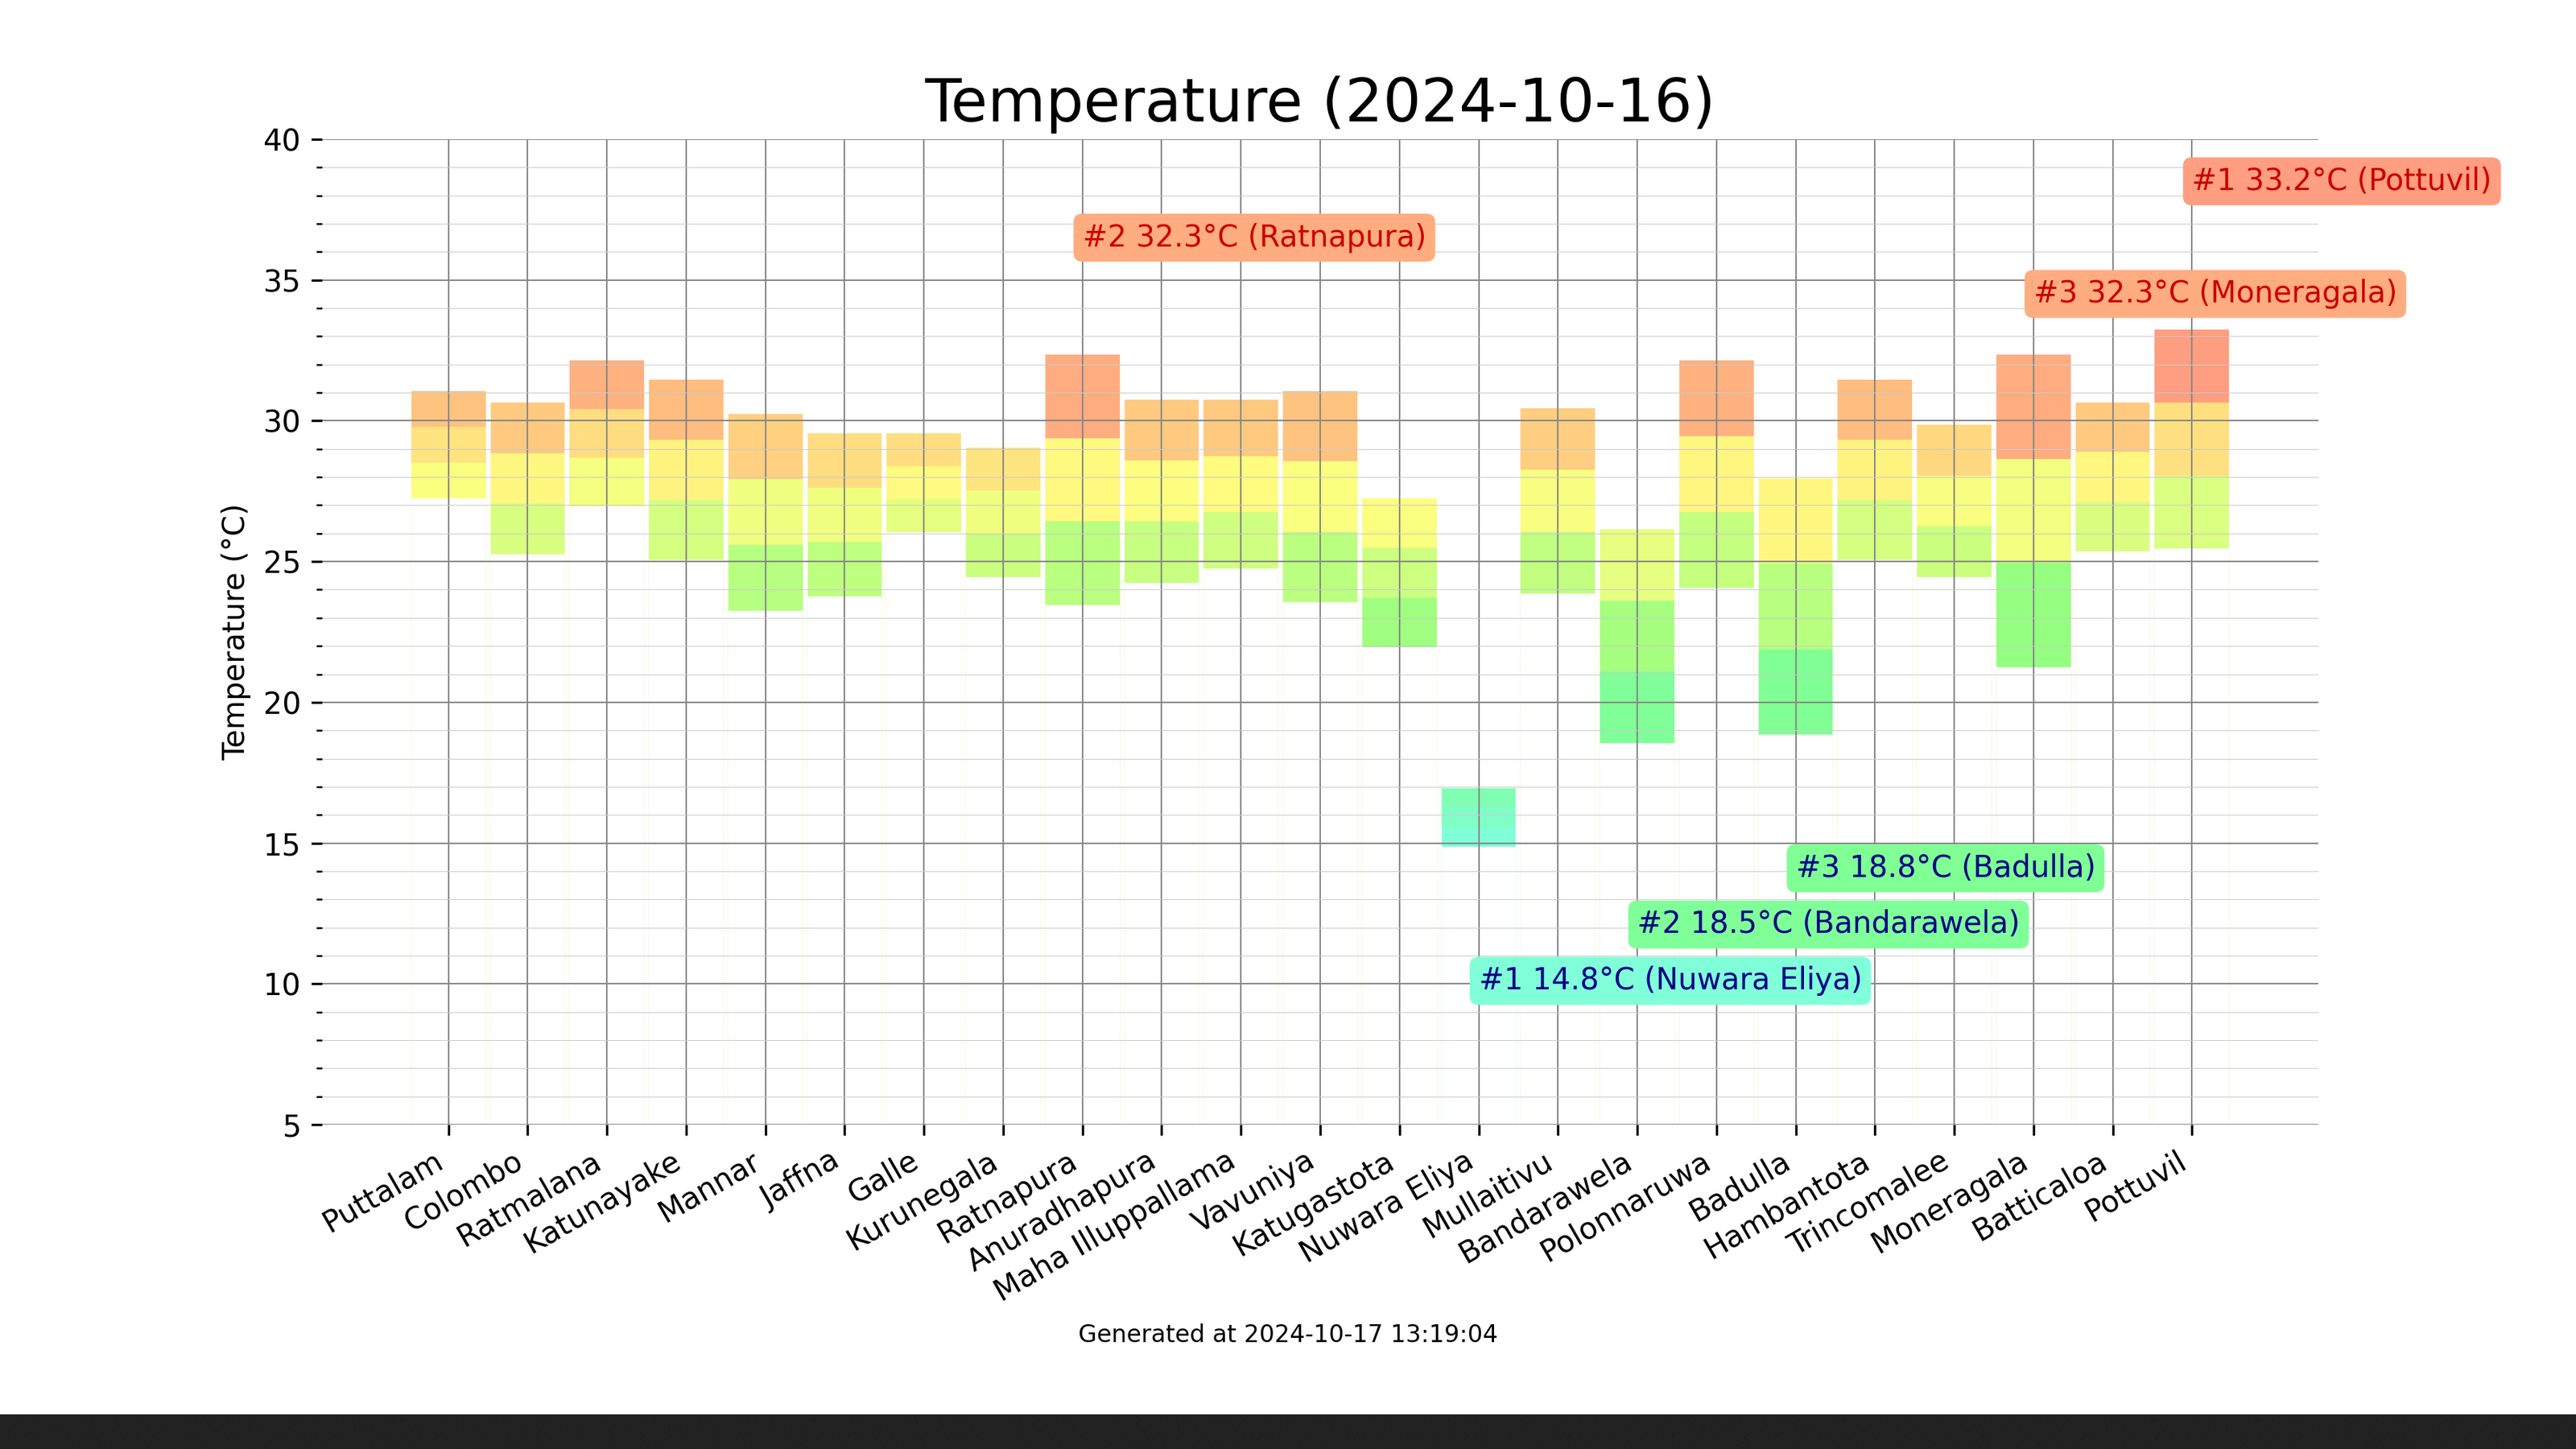 Temperature (2024-10-16)
40
#1 33.2°C (Pottuvil)
#2 32.3°C (Ratnapura)
35
#3 32.3°C (Moneragala)
30
25
Temperature (°C)
20
15
#3 18.8°C (Badulla)
#2 18.5°C (Bandarawela)
10
#1 14.8°C (Nuwara Eliya)
5
Puttalam
Colombo
Ratmalana
Katunayake
Mannar
Jaffna
Galle
Kurunegala
Ratnapura
Anuradhapura
Maha Illuppallama
Vavuniya
Katugastota
Nuwara Eliya
Mullaitivu
Bandarawela
Polonnaruwa
Badulla
Hambantota
Trincomalee
Moneragala
Batticaloa
Pottuvil
Generated at 2024-10-17 13:19:04